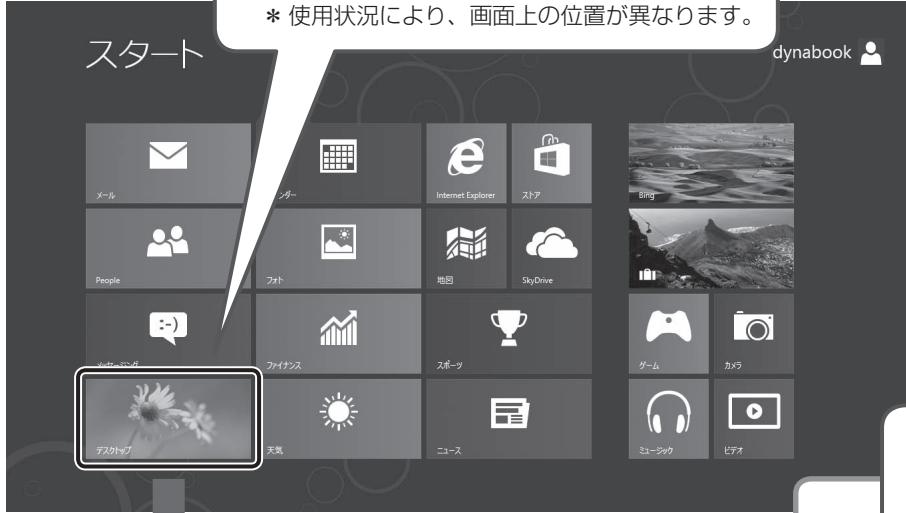 * 使用状況により、画面上の位置が異なります。
スタート
dynabook
メール
ンダー
Internet Explorer
ストア
Bing
People
フォト
地図
SkyDrive
:-)
メッセージング
ファイナンス
スポーツ
ゲーム
カメラ
デスクトップ
天気
ニュース
ミュージック
ビデオ